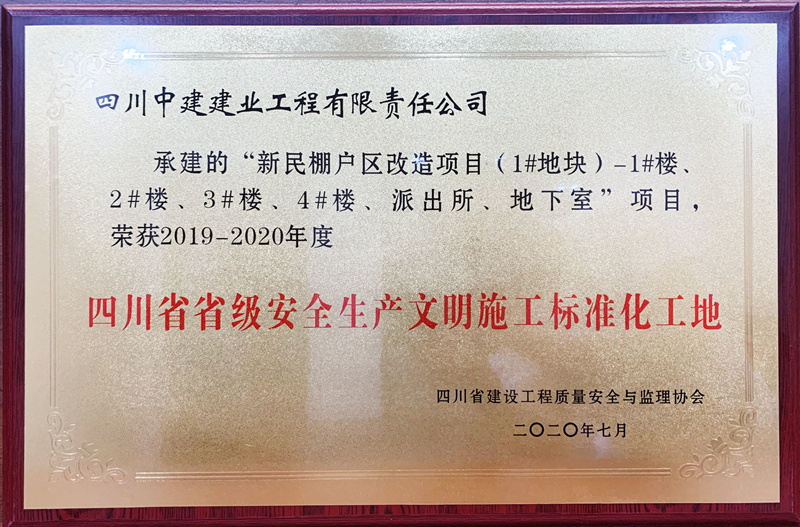 四川中建建业工程有限责任公司
承建的“新民棚户区改造项目(1#地块)-1#楼、
2#楼、3#楼、4#楼、派出所、地下室”项目,
荣获2019-2020年度
四川省省级安全生产文明施工标准化工地
四川省建设工程质量安全与监理协会
二〇二〇年七月